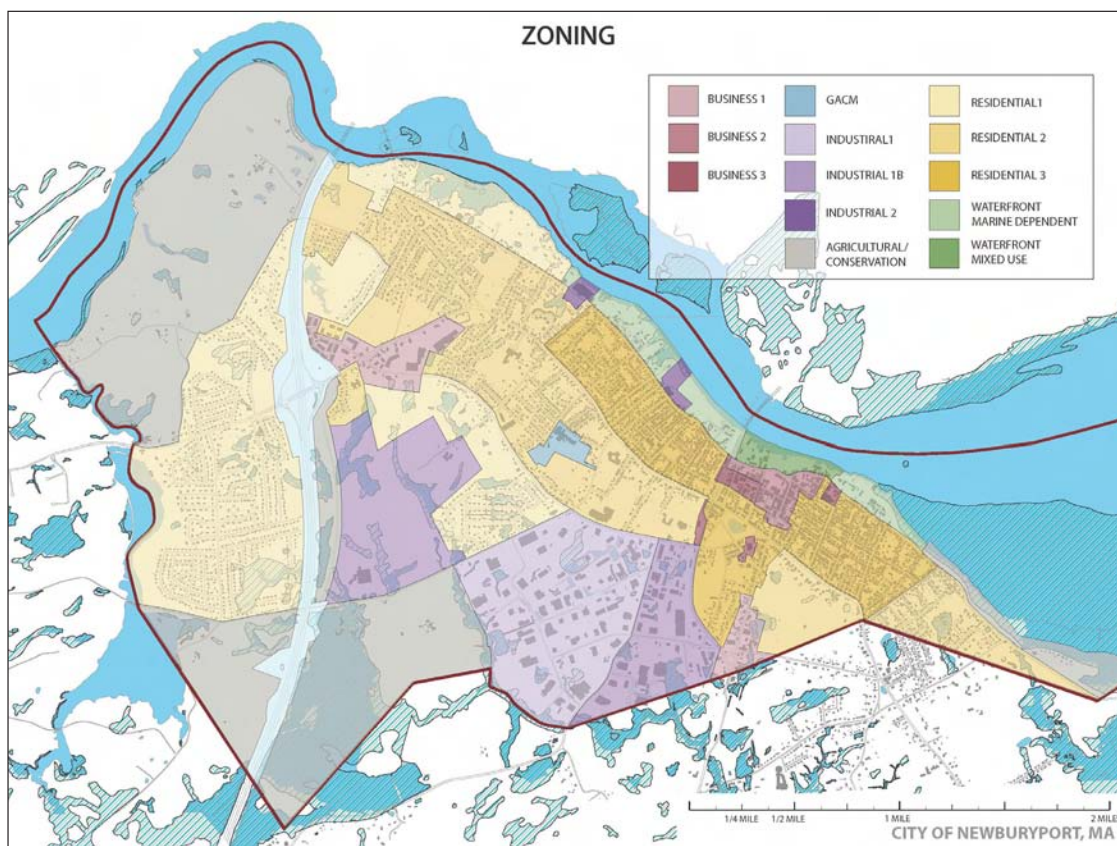 ZONING
BUSINESS 1
BUSINESS 2
BUSINESS 3
GACM
INDUSTIRAL1
INDUSTRIAL 1B
INDUSTRIAL 2
AGRICULTURAL/
CONSERVATION
RESIDENTIAL1
RESIDENTIAL 2
RESIDENTIAL 3
WATERFRONT
MARINE DEPENDENT
WATERFRONT
MIXED USE
1/4 MILE
1/2 MILE
1 MILE
2 MILE
CITY OF NEWBURYPORT, MA